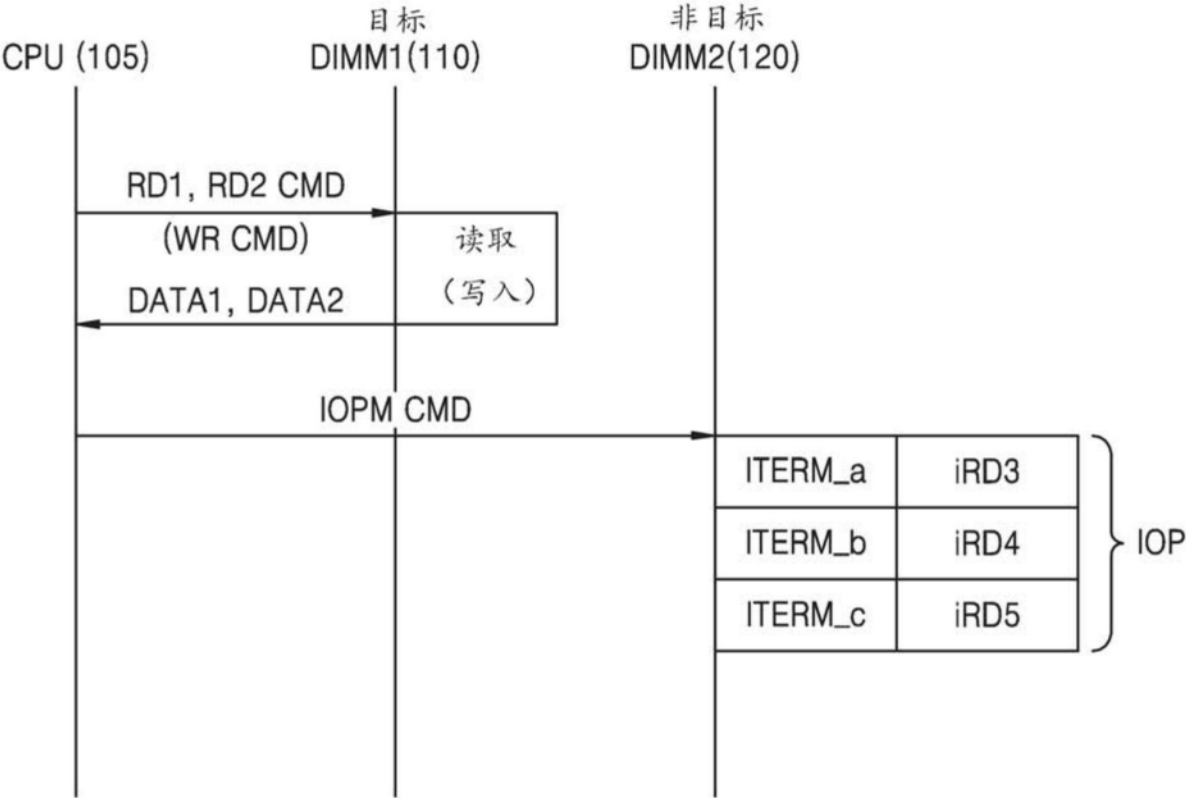 目标
非目标
CPU (105)
DIMM1(110)
DIMM2(120)
RD1, RD2 CMD
(WR CMD)
读取
(写入)
DATA1, DATA2
IOPM CMD
ITERM_a
iRD3
ITERM_b
iRD4
IOP
ITERM_c
iRD5